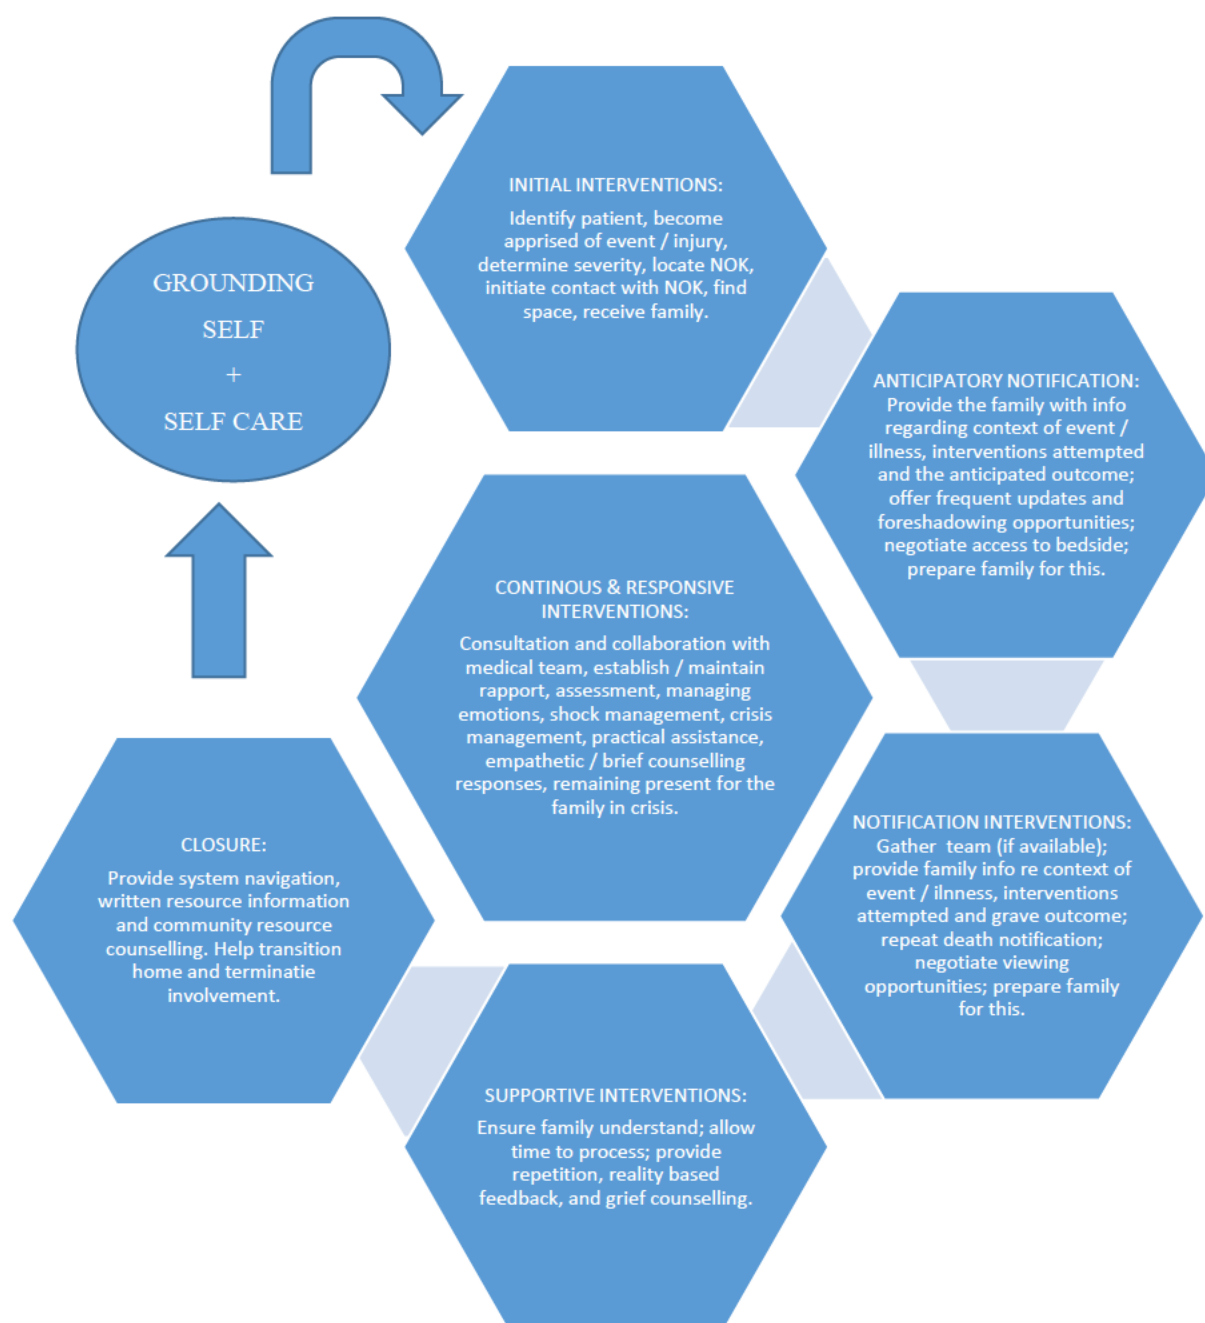 GROUNDING
SELF
+
SELF CARE
INITIAL INTERVENTIONS:
Identify patient, become
apprised of event / injury,
determine severity, locate NOK,
initiate contact with NOK, find
space, receive family.
ANTICIPATORY NOTIFICATION:
Provide the family with info
regarding context of event /
illness, interventions attempted
and the anticipated outcome;
offer frequent updates and
foreshadowing opportunities;
negotiate access to bedside;
prepare family for this.
CONTINOUS & RESPONSIVE
INTERVENTIONS:
Consultation and collaboration with
medical team, establish / maintain
rapport, assessment, managing
emotions, shock management, crisis
management, practical assistance,
empathetic / brief counselling
responses, remaining present for the
family in crisis.
NOTIFICATION INTERVENTIONS:
Gather team (if available);
provide family info re context of
event / ilnness, interventions
attempted and grave outcome;
repeat death notification;
negotiate viewing
opportunities; prepare family
for this.
SUPPORTIVE INTERVENTIONS:
Ensure family understand; allow
time to process; provide
repetition, reality based
feedback, and grief counselling.
CLOSURE:
Provide system navigation,
written resource information
and community resource
counselling. Help transition
home and terminatie
involvement.